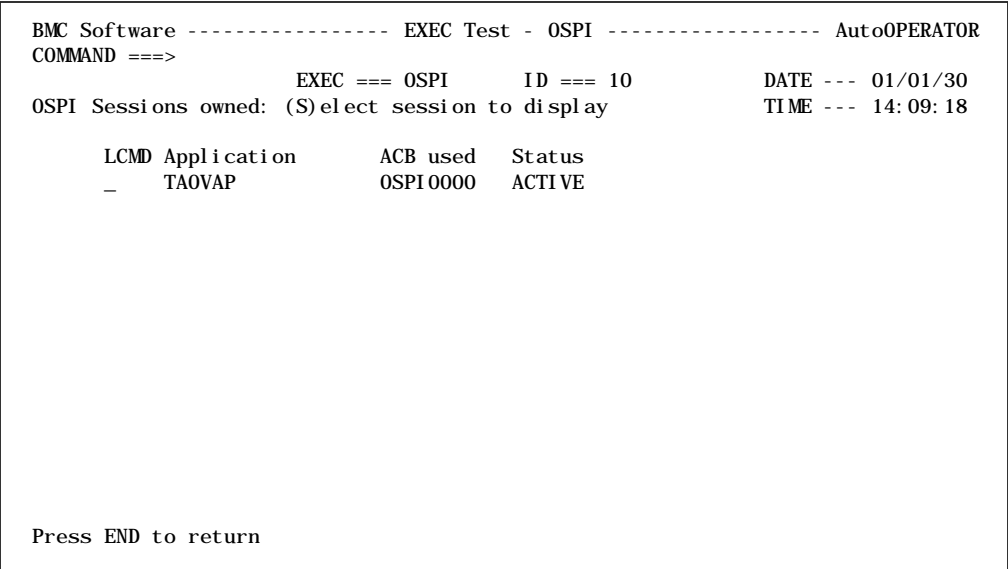 BMC Software ----------------- EXEC Test - OSPI ------------------ AutoOPERATOR
COMMAND ===>
EXEC === OSPI ID === 10 DATE --- 01/01/30
OSPI Sessions owned: (S)elect session to display TIME --- 14:09:18
LCMD Application ACB used Status
_ TAOVAP OSPI0000 ACTIVE
Press END to return